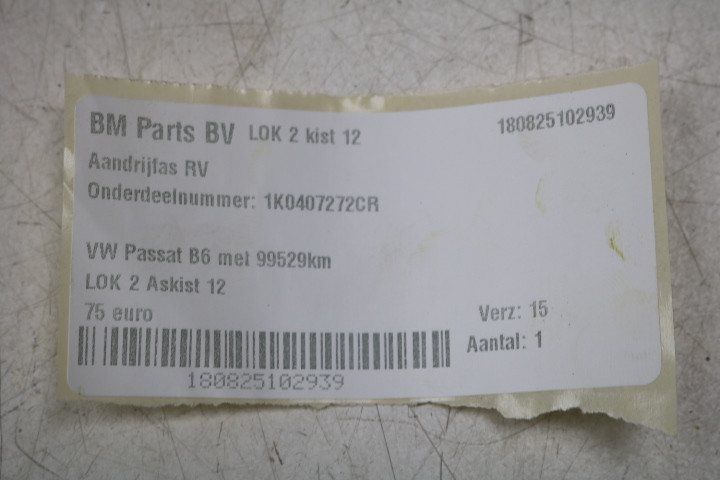 BM Parts BV LOK 2 kist 12 180825102939
Aandrijfas RV
Onderdeelnummer: 1K0407272CR
VW Passat B6 met 99529km
LOK 2 Askist 12
75 euro Verz: 15
Aantal: 1
180825102939